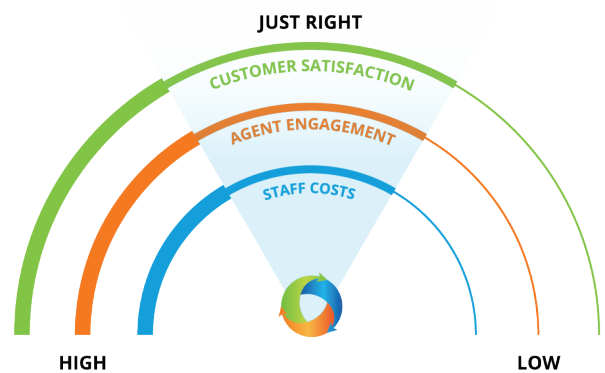 JUST RIGHT
CUSTOMER SATISFACTION
AGENT ENGAGEMENT
STAFF COSTS
HIGH
LOW